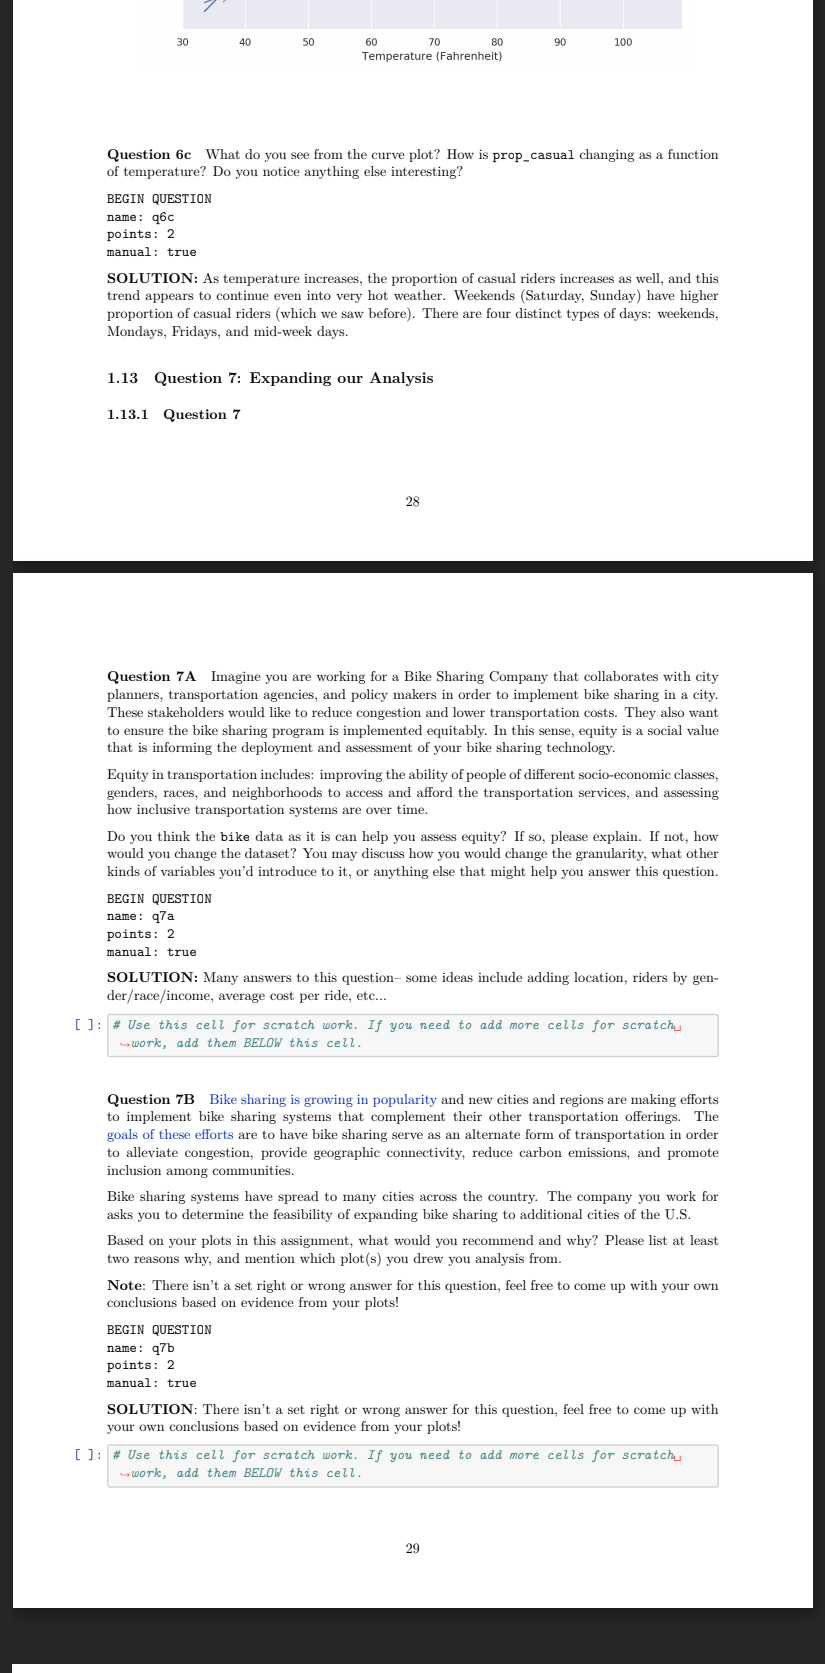 30 40 50 60 70 80 90 100
Temperature (Fahrenheit)
Question 6c What do you see from the curve plot? How is prop_casual changing as a function
of temperature? Do you notice anything else interesting?
BEGIN QUESTION
name: q6c
points: 2
manual: true
SOLUTION: As temperature increases, the proportion of casual riders increases as well, and this
trend appears to continue even into very hot weather. Weekends (Saturday, Sunday) have higher
proportion of casual riders (which we saw before). There are four distinct types of days: weekends,
Mondays, Fridays, and mid-week days.
1.13 Question 7: Expanding our Analysis
1.13.1 Question 7
28
Question 7A Imagine you are working for a Bike Sharing Company that collaborates with city
planners, transportation agencies, and policy makers in order to implement bike sharing in a city.
These stakeholders would like to reduce congestion and lower transportation costs. They also want
to ensure the bike sharing program is implemented equitably. In this sense, equity is a social value
that is informing the deployment and assessment of your bike sharing technology.
Equity in transportation includes: improving the ability of people of different socio-economic classes,
genders, races, and neighborhoods to access and afford the transportation services, and assessing
how inclusive transportation systems are over time.
Do you think the bike data as it is can help you assess equity? If so, please explain. If not, how
would you change the dataset? You may discuss how you would change the granularity, what other
kinds of variables you'd introduce to it, or anything else that might help you answer this question.
BEGIN QUESTION
name: q7a
points: 2
manual: true
SOLUTION: Many answers to this question– some ideas include adding location, riders by gen-
der/race/income, average cost per ride, etc...
[ ]: # Use this cell for scratch work. If you need to add more cells for scratch␣
↪work, add them BELOW this cell.
Question 7B Bike sharing is growing in popularity and new cities and regions are making efforts
to implement bike sharing systems that complement their other transportation offerings. The
goals of these efforts are to have bike sharing serve as an alternate form of transportation in order
to alleviate congestion, provide geographic connectivity, reduce carbon emissions, and promote
inclusion among communities.
Bike sharing systems have spread to many cities across the country. The company you work for
asks you to determine the feasibility of expanding bike sharing to additional cities of the U.S.
Based on your plots in this assignment, what would you recommend and why? Please list at least
two reasons why, and mention which plot(s) you drew you analysis from.
Note: There isn't a set right or wrong answer for this question, feel free to come up with your own
conclusions based on evidence from your plots!
BEGIN QUESTION
name: q7b
points: 2
manual: true
SOLUTION: There isn't a set right or wrong answer for this question, feel free to come up with
your own conclusions based on evidence from your plots!
[ ]: # Use this cell for scratch work. If you need to add more cells for scratch␣
↪work, add them BELOW this cell.
29